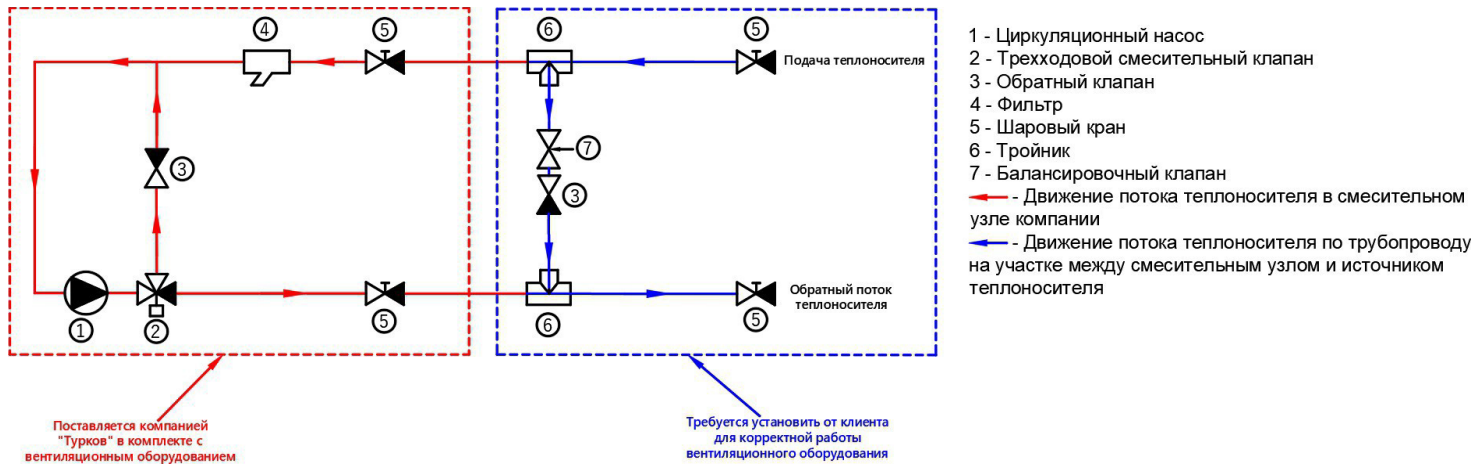 4
5
6
5
1 - Циркуляционный насос
2 - Трехходовой смесительный клапан
3 - Обратный клапан
4 - Фильтр
5 - Шаровый кран
6 - Тройник
7 - Балансировочный клапан
- Движение потока теплоносителя в смесительном
узле компании
- Движение потока теплоносителя по трубопроводу
на участке между смесительным узлом и источником
теплоносителя
Подача теплоносителя
7
3
3
Обратный поток
теплоносителя
1
2
5
6
5
Поставляется компанией
"Турков" в комплекте с
вентиляционным оборудованием
Требуется установить от клиента
для корректной работы
вентиляционного оборудования